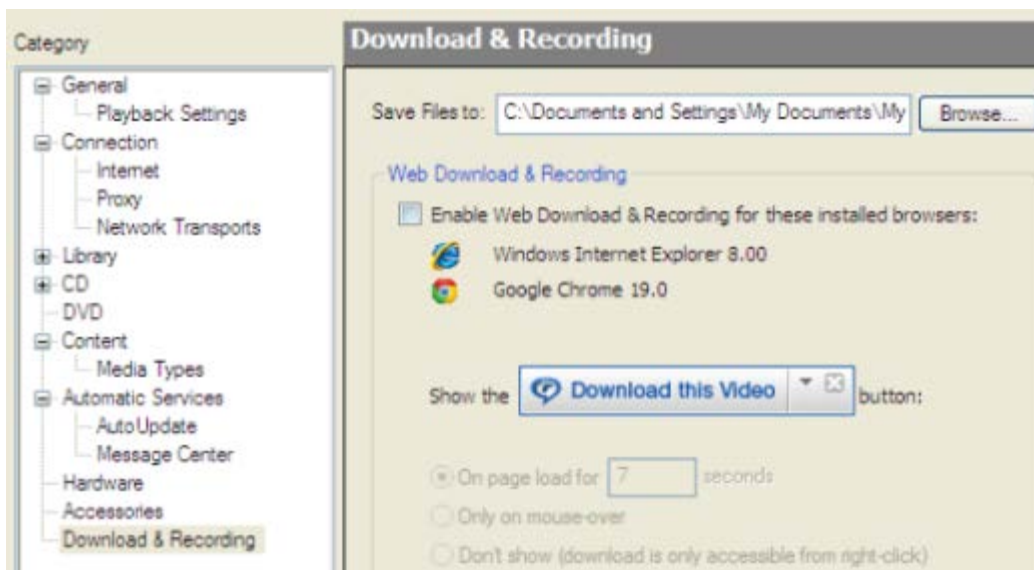 Category
General
Playback Settings
Connection
Internet
Proxy
Network Transports
Library
CD
DVD
Content
Media Types
Automatic Services
AutoUpdate
Message Center
Hardware
Accessories
Download & Recording
Download & Recording
Save Files to: C:\Documents and Settings\My Documents\My Browse...
Web Download & Recording
Enable Web Download & Recording for these installed browsers:
Windows Internet Explorer 8.00
Google Chrome 19.0
Show the Download this Video button:
On page load for 7 seconds
Only on mouse-over
Don't show (download is only accessible from right-click)